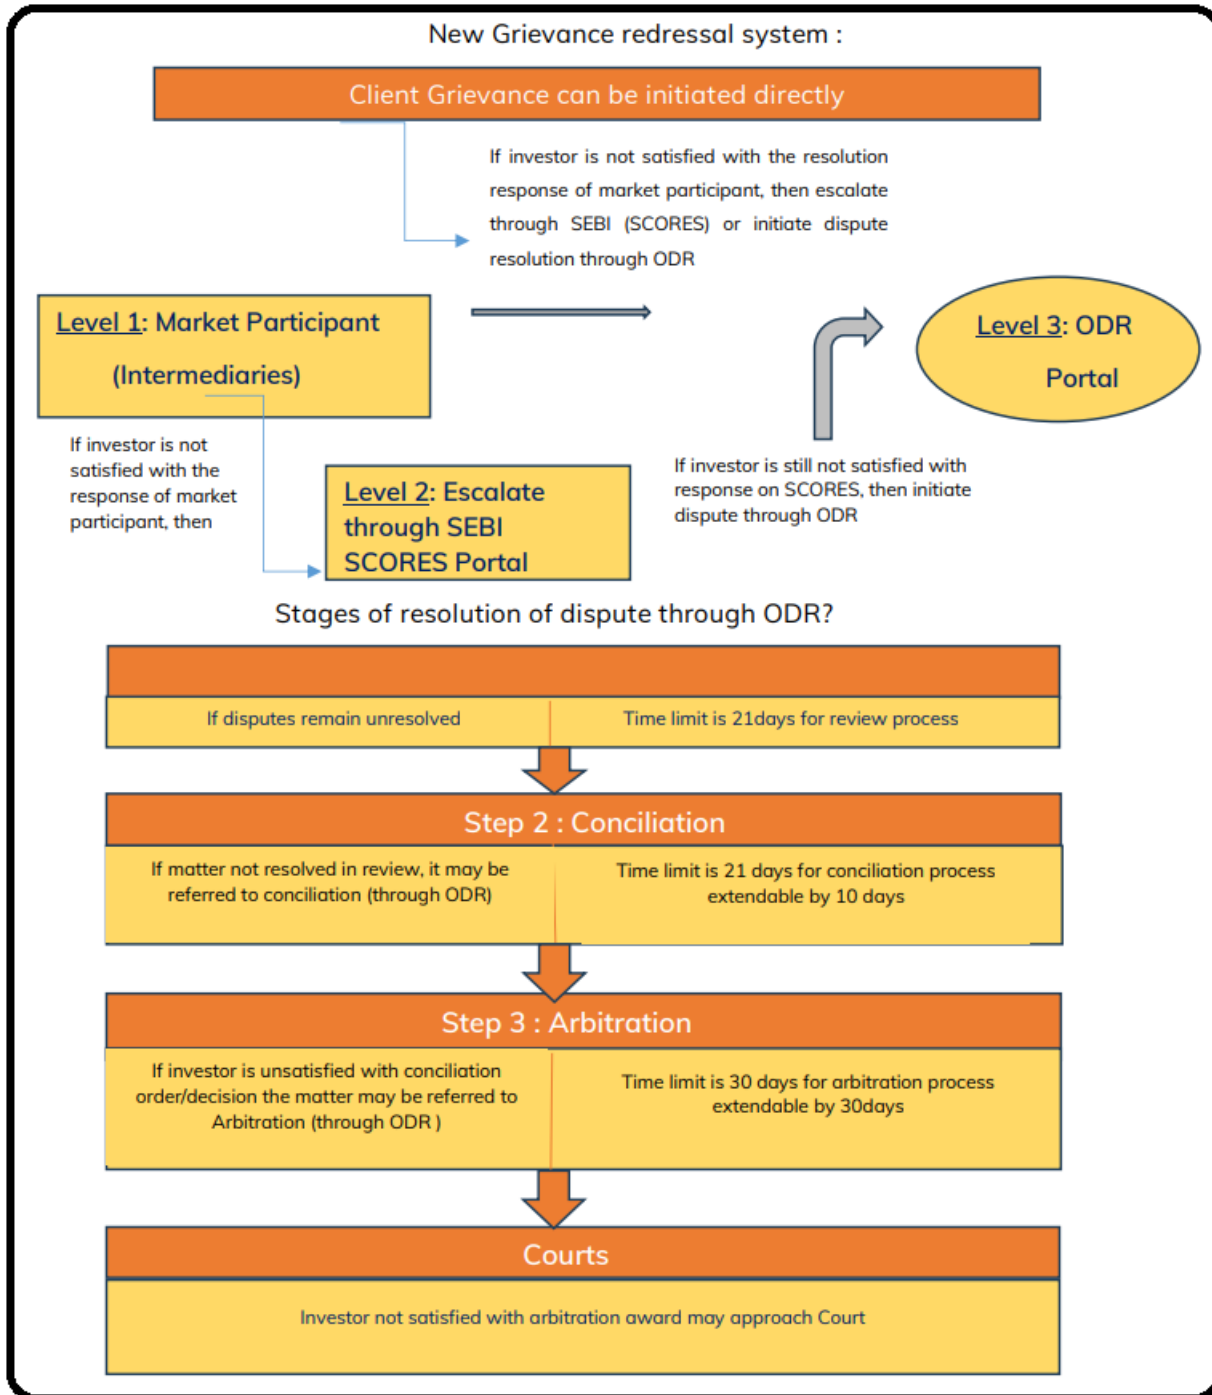 New Grievance redressal system :
Client Grievance can be initiated directly
If investor is not satisfied with the resolution
response of market participant, then escalate
through SEBI (SCORES) or initiate dispute
resolution through ODR
Level 1: Market Participant
(Intermediaries)
Level 3: ODR
Portal
If investor is not
satisfied with the
response of market
participant, then
Level 2: Escalate
through SEBI
SCORES Portal
If investor is still not satisfied with
response on SCORES, then initiate
dispute through ODR
Stages of resolution of dispute through ODR?
If disputes remain unresolved
Time limit is 21days for review process
Step 2 : Conciliation
If matter not resolved in review, it may be
referred to conciliation (through ODR)
Time limit is 21 days for conciliation process
extendable by 10 days
Step 3 : Arbitration
If investor is unsatisfied with conciliation
order/decision the matter may be referred to
Arbitration (through ODR )
Time limit is 30 days for arbitration process
extendable by 30days
Courts
Investor not satisfied with arbitration award may approach Court